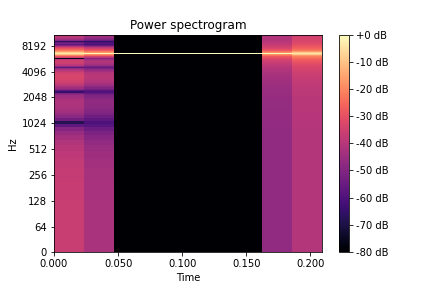 Power spectrogram
Hz
8192
4096
2048
1024
512
256
128
64
0
0.000 0.050 0.100 0.150 0.200
Time
+0 dB
-10 dB
-20 dB
-30 dB
-40 dB
-50 dB
-60 dB
-70 dB
-80 dB